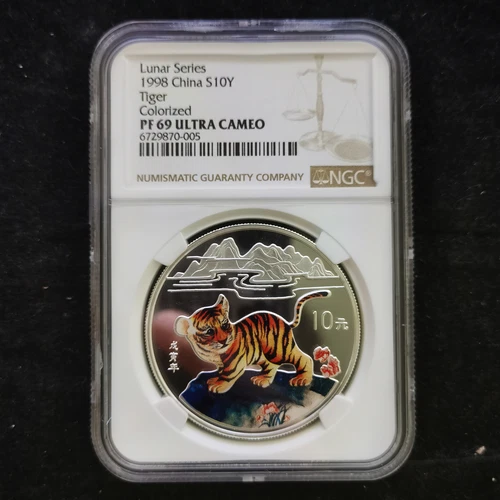 Lunar Series
1998 China S10Y
Tiger
Colorized
PF 69 ULTRA CAMEO
6729870-005
NUMISMATIC GUARANTY COMPANY NGC
10元
戊寅年